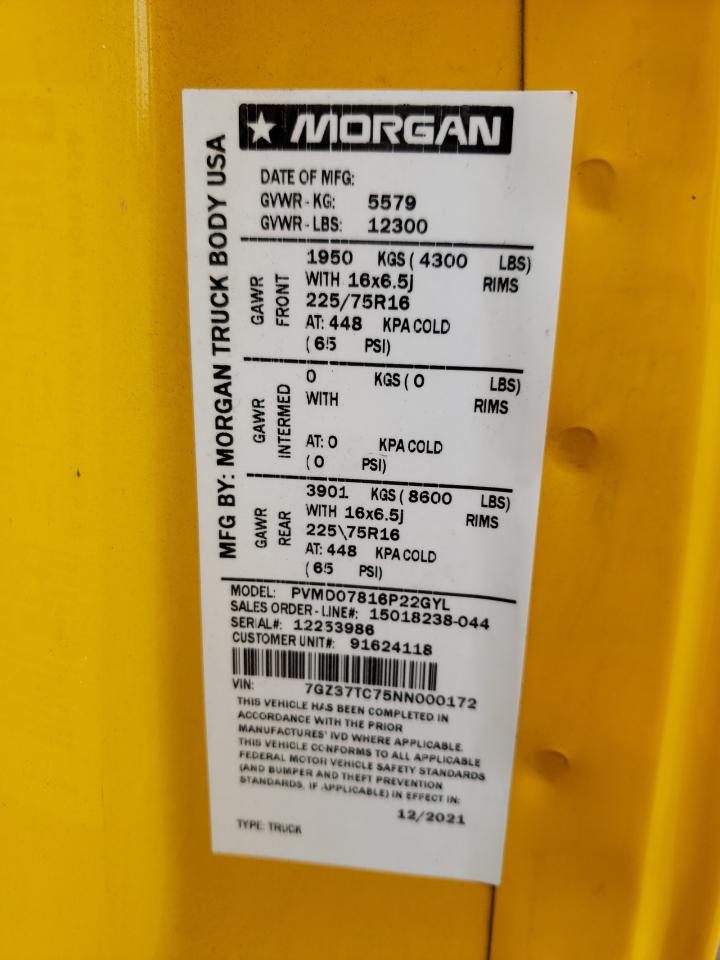 MORGAN
MFG BY: MORGAN TRUCK BODY USA
DATE OF MFG:
GVWR-KG: 5579
GVWR-LBS: 12300
GAWR FRONT
1950 KGS ( 4300 LBS)
WITH 16x6.5J RIMS
225/75R16
AT: 448 KPA COLD
( 65 PSI)
GAWR INTERMED
0 KGS ( 0 LBS)
WITH RIMS
AT: 0 KPA COLD
( 0 PSI)
GAWR REAR
3901 KGS ( 8600 LBS)
WITH 16x6.5J RIMS
225\75R16
AT: 448 KPA COLD
( 65 PSI)
MODEL: PVMD07816P22GYL
SALES ORDER-LINE#: 15018238-044
SERIAL#: 12253986
CUSTOMER UNIT#: 91624118
VIN: 7GZ37TC75NN000172
THIS VEHICLE HAS BEEN COMPLETED IN
ACCORDANCE WITH THE PRIOR
MANUFACTURES' IVD WHERE APPLICABLE.
THIS VEHICLE CONFORMS TO ALL APPLICABLE
FEDERAL MOTOR VEHICLE SAFETY STANDARDS
(AND BUMPER AND THEFT PREVENTION
STANDARDS, IF APPLICABLE) IN EFFECT IN:
12/2021
TYPE: TRUCK